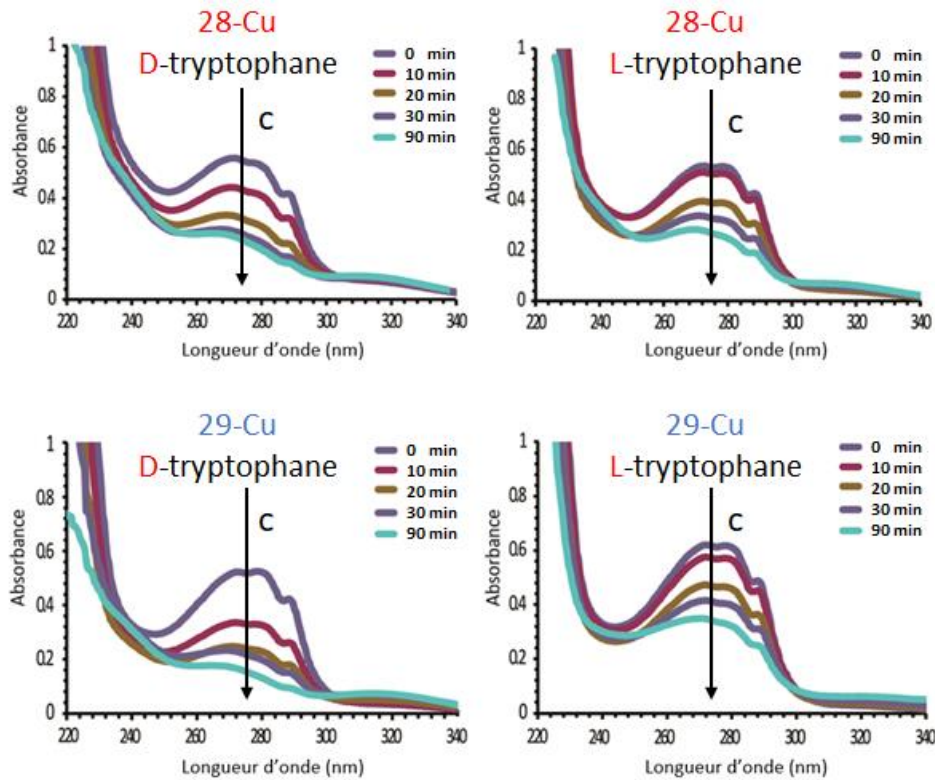 28-Cu
D-tryptophane
C
0 min
10 min
20 min
30 min
90 min
Absorbance
1
0.8
0.6
0.4
0.2
0
220 240 260 280 300 320 340
Longueur d'onde (nm)
28-Cu
L-tryptophane
C
0 min
10 min
20 min
30 min
90 min
Absorbance
1
0.8
0.6
0.4
0.2
0
220 240 260 280 300 320 340
Longueur d'onde (nm)
29-Cu
D-tryptophane
C
0 min
10 min
20 min
30 min
90 min
Absorbance
1
0.8
0.6
0.4
0.2
0
220 240 260 280 300 320 340
Longueur d'onde (nm)
29-Cu
L-tryptophane
C
0 min
10 min
20 min
30 min
90 min
Absorbance
1
0.8
0.6
0.4
0.2
0
220 240 260 280 300 320 340
Longueur d'onde (nm)